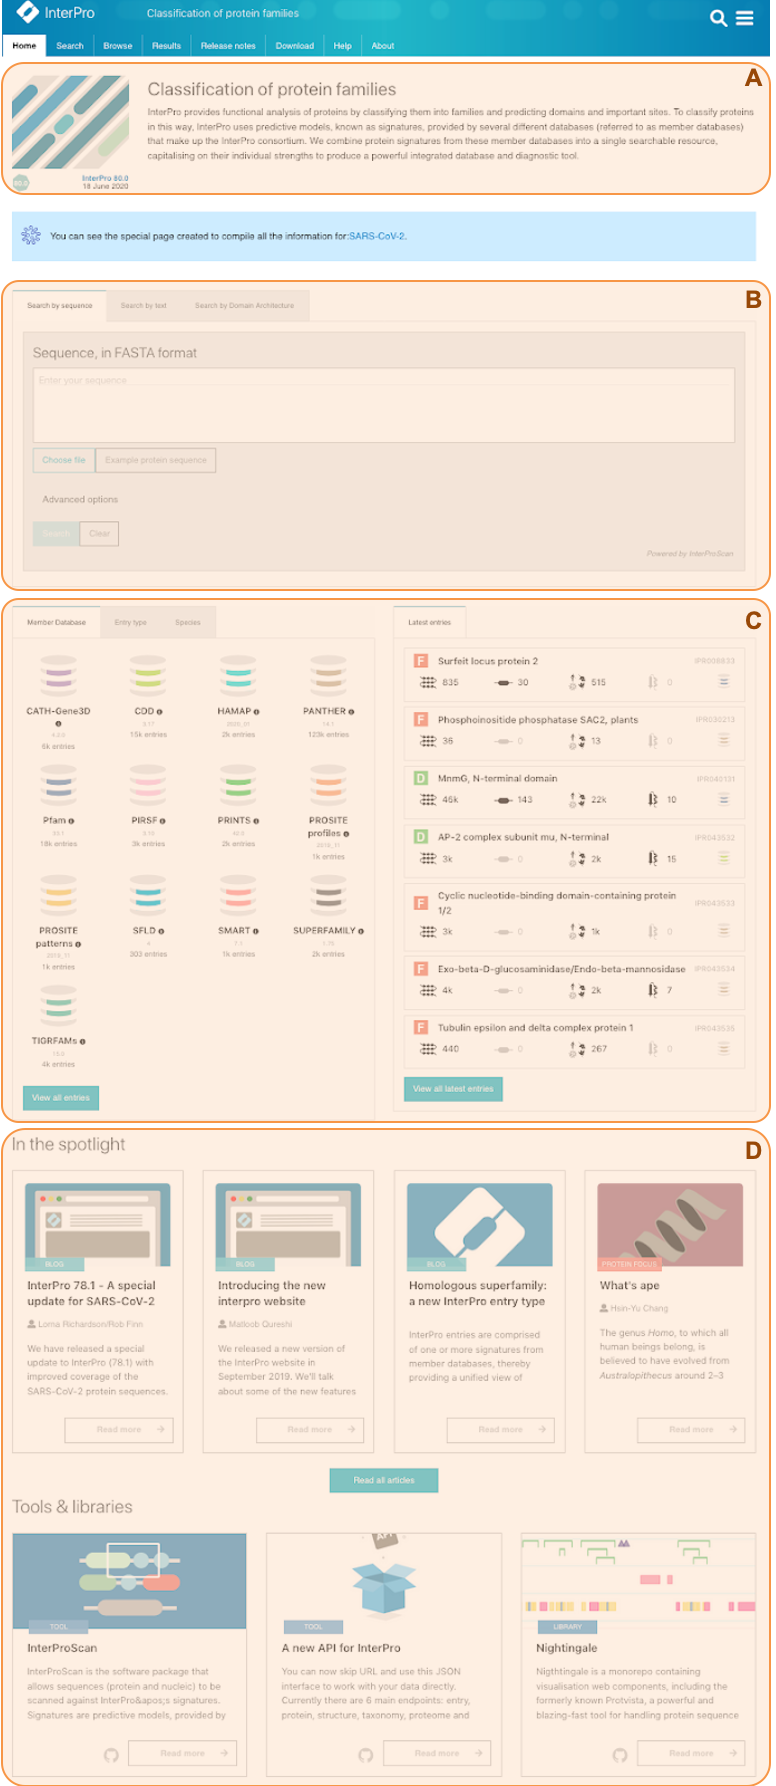 InterPro
Classification of protein families
Home Search Browse Results Release notes Download Help About
A
Classification of protein families
InterPro provides functional analysis of proteins by classifying them into families and predicting domains and important sites. To classify proteins
in this way, InterPro uses predictive models, known as signatures, provided by several different databases (referred to as member databases)
that make up the InterPro consortium. We combine protein signatures from these member databases into a single searchable resource,
capitalising on their individual strengths to produce a powerful integrated database and diagnostic tool.
80.0
InterPro 80.0
18 June 2020
You can see the special page created to compile all the information for:SARS-CoV-2.
B
Search by sequence Search by text Search by Domain Architecture
Sequence, in FASTA format
Enter your sequence
Choose file Example protein sequence
Advanced options
Search Clear
Powered by InterProScan
C
Member Database Entry type Species
CATH-Gene3D
4.2.0
6k entries
CDD
3.17
15k entries
HAMAP
2020_01
2k entries
PANTHER
14.1
123k entries
Pfam
33.1
18k entries
PIRSF
3k entries
PRINTS
42.0
2k entries
PROSITE
profiles
2019_11
1k entries
PROSITE
patterns
2019_11
1k entries
SFLD
4
303 entries
SMART
7.1
1k entries
SUPERFAMILY
1.75
2k entries
TIGRFAMs
15.0
4k entries
View all entries
Latest entries
F Surfeit locus protein 2 IPR008833
835 30 515 0
F Phosphoinositide phosphatase SAC2, plants IPR030213
36 0 13 0
D MnmG, N-terminal domain IPR040131
46k 143 22k 10
D AP-2 complex subunit mu, N-terminal IPR043532
3k 0 2k 15
F Cyclic nucleotide-binding domain-containing protein IPR043533
1/2
3k 0 1k 0
F Exo-beta-D-glucosaminidase/Endo-beta-mannosidase IPR043534
4k 0 2k 7
F Tubulin epsilon and delta complex protein 1 IPR043535
440 0 267 0
View all latest entries
D
In the spotlight
BLOG
InterPro 78.1 - A special
update for SARS-CoV-2
Lorna Richardson/Rob Finn
We have released a special
update to InterPro (78.1) with
improved coverage of the
SARS-CoV-2 protein sequences.
Read more
BLOG
Introducing the new
interpro website
Matloob Qureshi
We released a new version of
the InterPro website in
September 2019. We'll talk
about some of the new features
Read more
BLOG
Homologous superfamily:
a new InterPro entry type
InterPro entries are comprised
of one or more signatures from
member databases, thereby
providing a unified view of
Read more
PROTEIN FOCUS
What's ape
Hsin-Yu Chang
The genus Homo, to which all
human beings belong, is
believed to have evolved from
Australopithecus around 2–3
Read more
Read all articles
Tools & libraries
TOOL
InterProScan
InterProScan is the software package that
allows sequences (protein and nucleic) to be
scanned against InterPro&apos;s signatures.
Signatures are predictive models, provided by
Read more
API
TOOL
A new API for InterPro
You can now skip URL and use this JSON
interface to work with your data directly.
Currently there are 6 main endpoints: entry,
protein, structure, taxonomy, proteome and
Read more
LIBRARY
Nightingale
Nighttingale is a monorepo containing
visualisation web components, including the
formerly known Protvista, a powerful and
blazing-fast tool for handling protein sequence
Read more